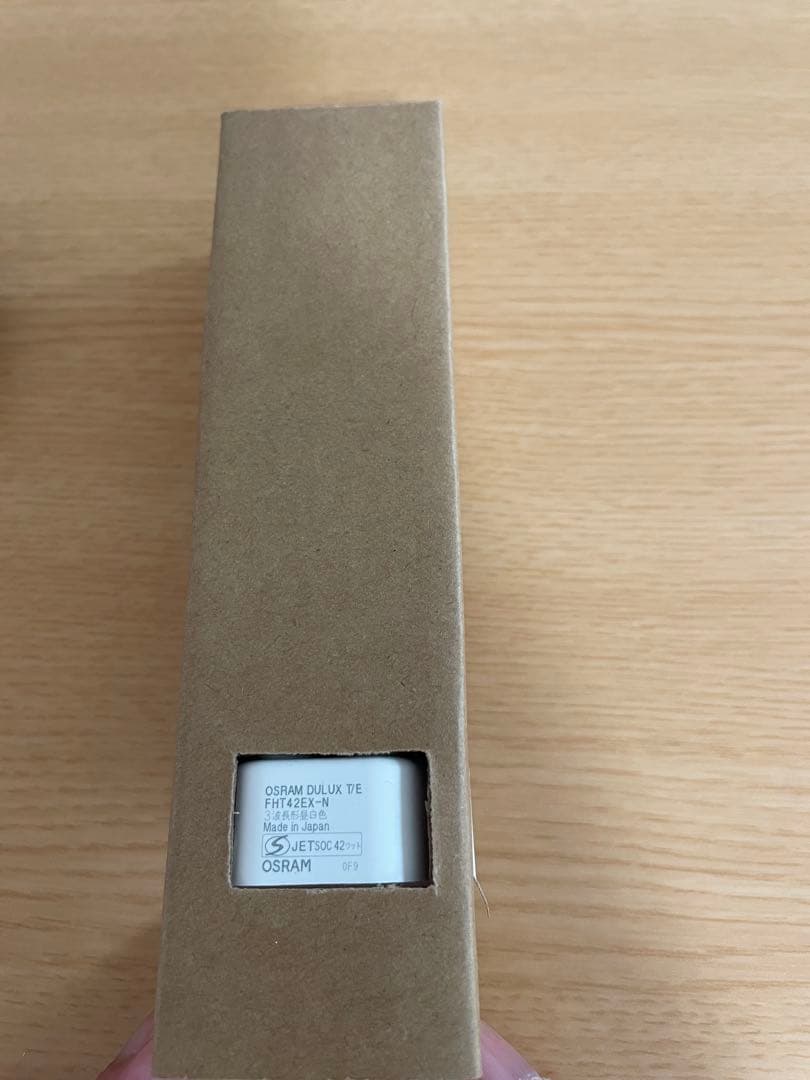 OSRAM DULUX T/E
FHT42EX-N
3波長形昼白色
Made in Japan
S JET SOC 42ワット
OSRAM 0F9